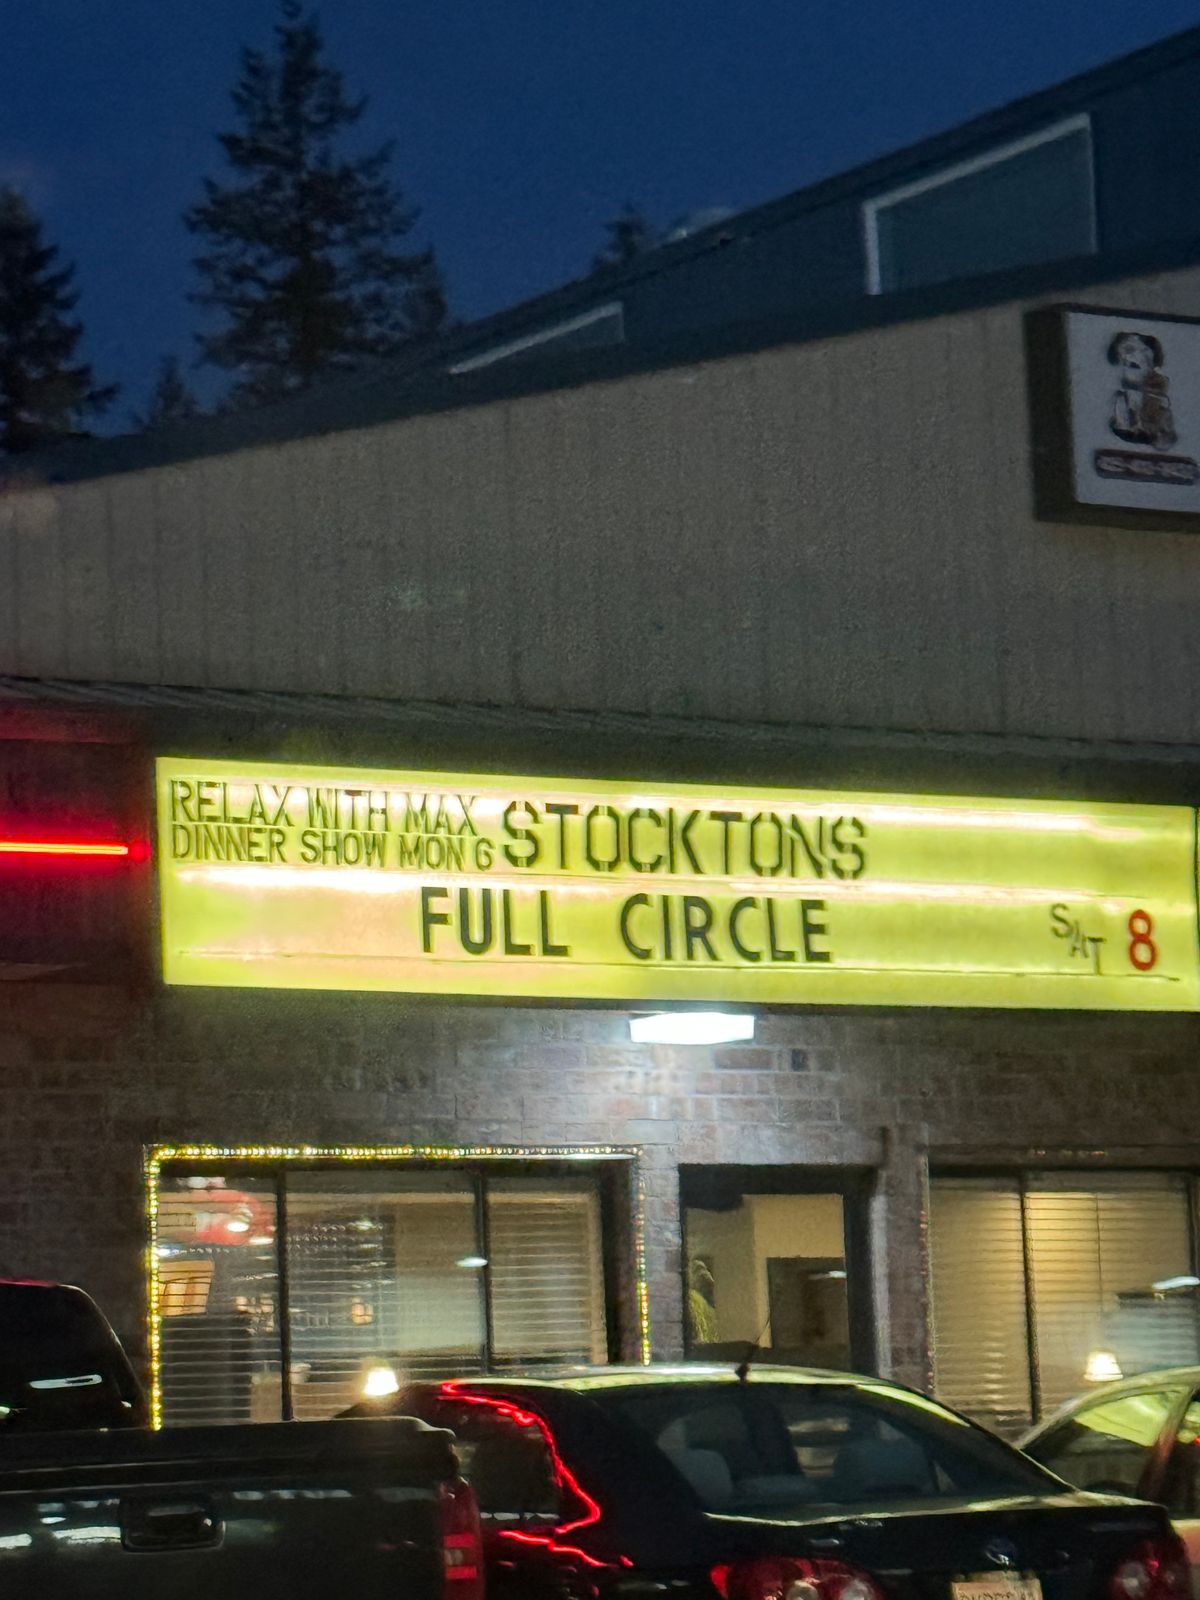 RELAX WITH MAX
DINNER SHOW MON 6
STOCKTONS
FULL CIRCLE
SAT 8